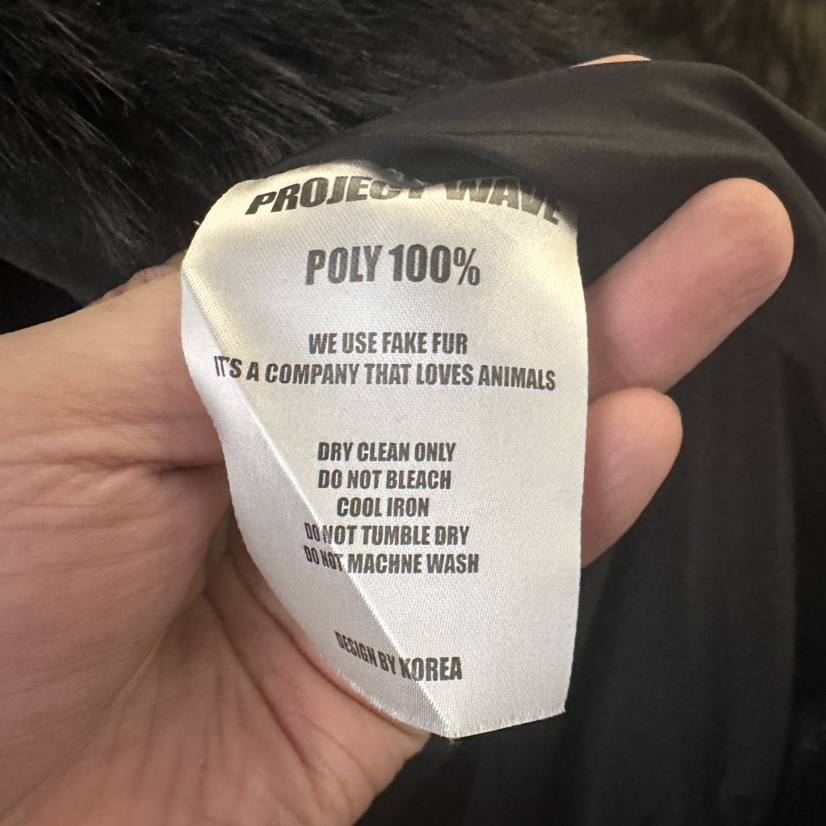 PROJECT WAVE
POLY 100%
WE USE FAKE FUR
IT'S A COMPANY THAT LOVES ANIMALS
DRY CLEAN ONLY
DO NOT BLEACH
COOL IRON
DO NOT TUMBLE DRY
DO NOT MACHNE WASH
DESIGN BY KOREA